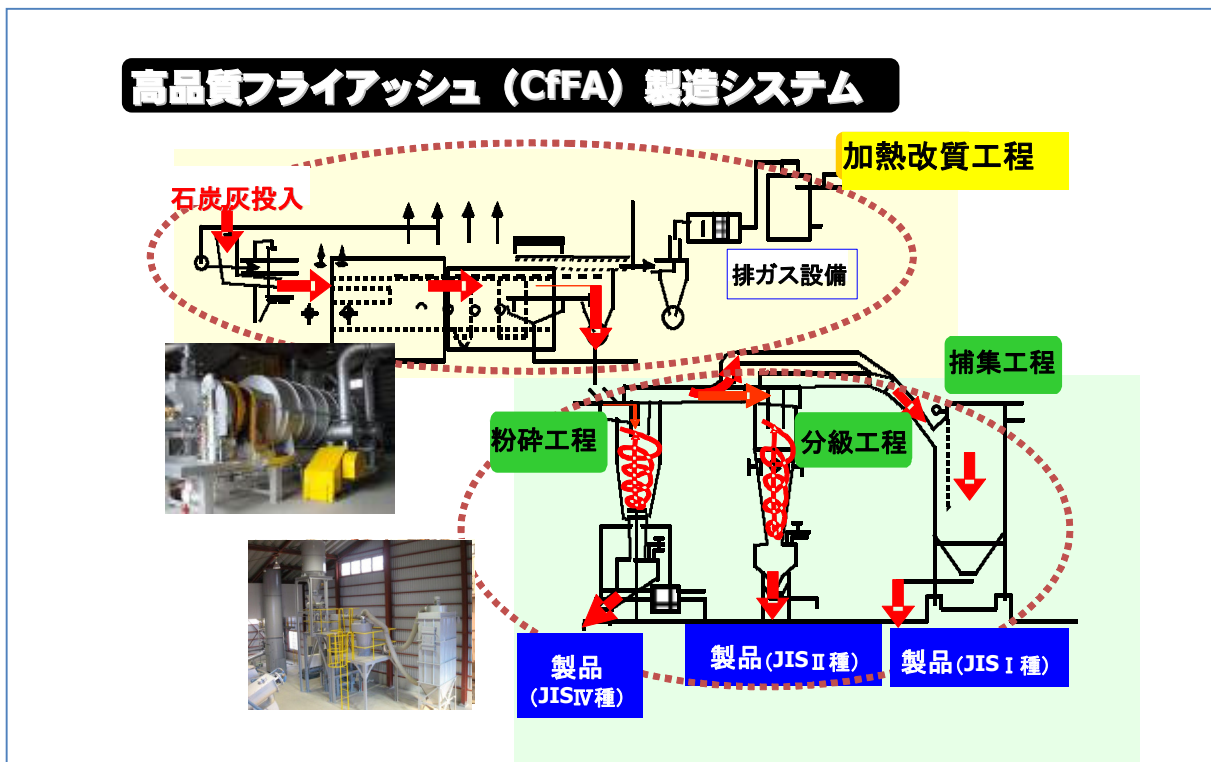 高品質フライアッシュ（CfFA）製造システム
加熱改質工程
石炭灰投入
排ガス設備
捕集工程
粉砕工程
分級工程
製品
(JISⅣ種)
製品(JISⅡ種)
製品(JISⅠ種)